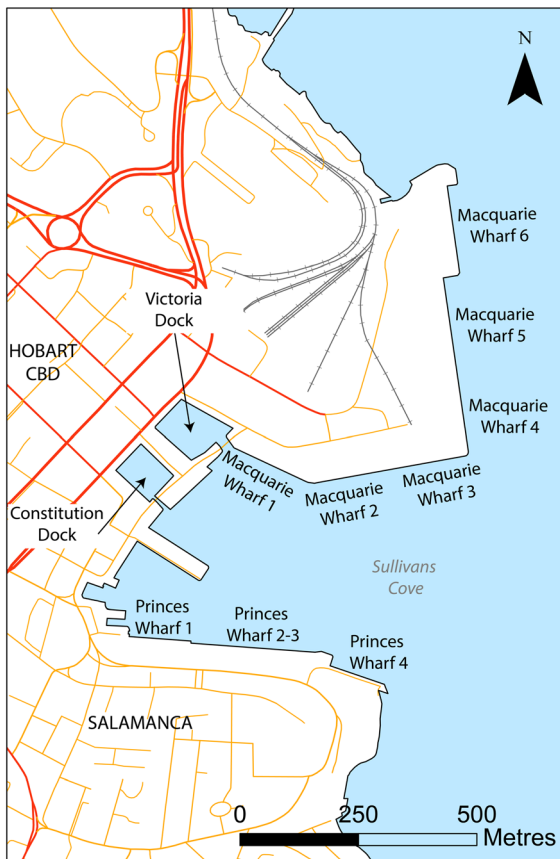 N
Macquarie
Wharf 6
Victoria
Dock
Macquarie
Wharf 5
HOBART
CBD
Macquarie
Wharf 4
Macquarie
Wharf 1
Macquarie
Wharf 2
Macquarie
Wharf 3
Constitution
Dock
Sullivans
Cove
Princes
Wharf 1
Princes
Wharf 2-3
Princes
Wharf 4
SALAMANCA
0 250 500
Metres